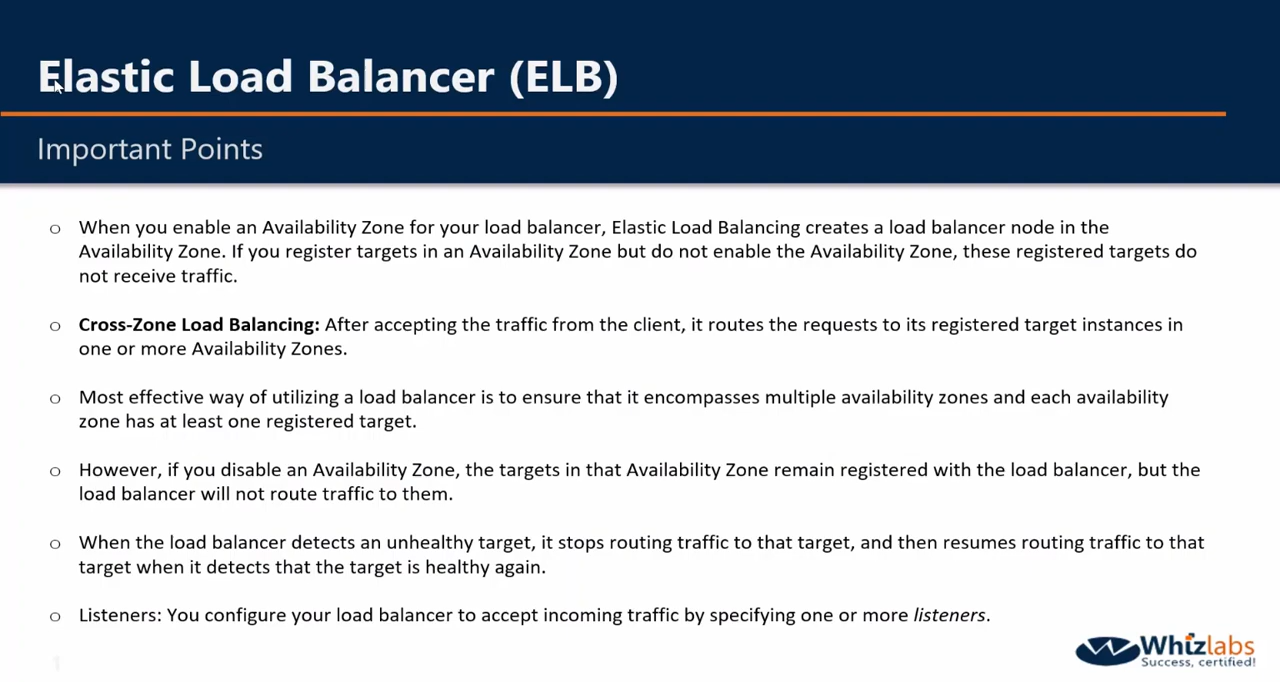 Elastic Load Balancer (ELB)
Important Points
o When you enable an Availability Zone for your load balancer, Elastic Load Balancing creates a load balancer node in the
Availability Zone. If you register targets in an Availability Zone but do not enable the Availability Zone, these registered targets do
not receive traffic.
o Cross-Zone Load Balancing: After accepting the traffic from the client, it routes the requests to its registered target instances in
one or more Availability Zones.
o Most effective way of utilizing a load balancer is to ensure that it encompasses multiple availability zones and each availability
zone has at least one registered target.
o However, if you disable an Availability Zone, the targets in that Availability Zone remain registered with the load balancer, but the
load balancer will not route traffic to them.
o When the load balancer detects an unhealthy target, it stops routing traffic to that target, and then resumes routing traffic to that
target when it detects that the target is healthy again.
o Listeners: You configure your load balancer to accept incoming traffic by specifying one or more listeners.
1
Whizlabs
Success, certified!